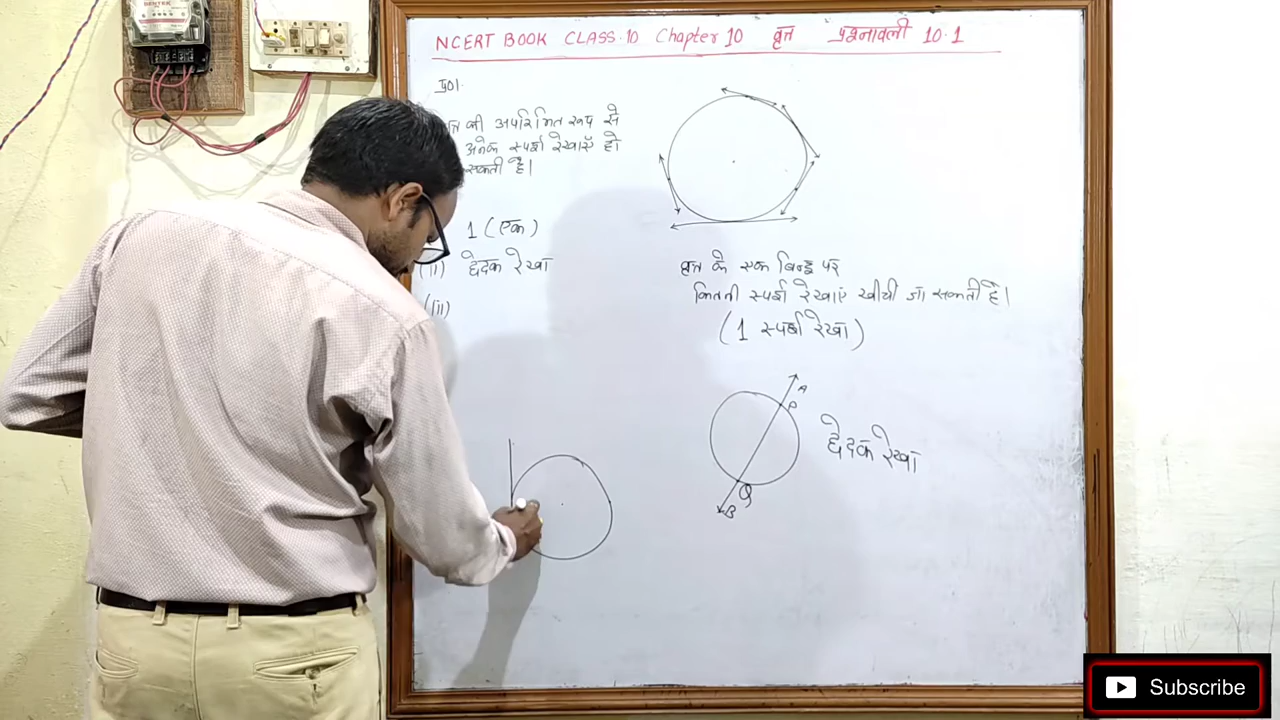 NCERT BOOK CLASS.10 Chapter 10 वृत्त प्रश्नावली 10.1
की अपरिमित रूप से
अनेक स्पर्श रेखाएँ हो
सकती है।
1 (एक)
(ii) छेदक रेखा
(iii)
वृत्त के एक बिन्दु पर
कितनी स्पर्श रेखाएं खीची जा सकती है।
(1 स्पर्श रेखा)
A
P
छेदक रेखा
Q
B
Subscribe